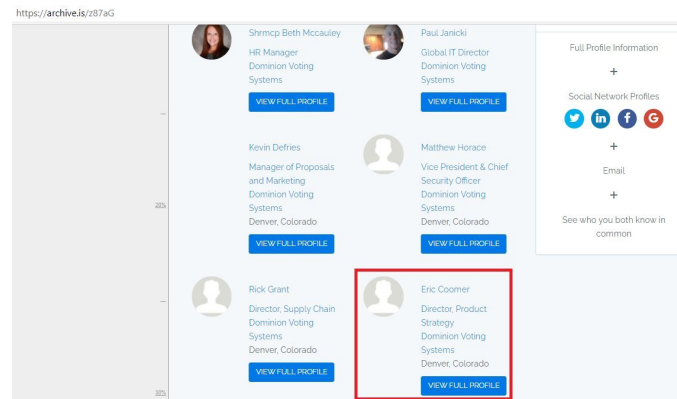 https://archive.is/z87aG
Shrmcp Beth Mccauley
HR Manager
Dominion Voting
Systems
VIEW FULL PROFILE
Paul Janicki
Global IT Director
Dominion Voting
Systems
VIEW FULL PROFILE
Kevin Defries
Manager of Proposals
and Marketing
Dominion Voting
Systems
Denver, Colorado
VIEW FULL PROFILE
Matthew Horace
Vice President & Chief
Security Officer
Dominion Voting
Systems
Denver, Colorado
VIEW FULL PROFILE
Rick Grant
Director, Supply Chain
Dominion Voting
Systems
Denver, Colorado
VIEW FULL PROFILE
Eric Coomer
Director, Product
Strategy
Dominion Voting
Systems
Denver, Colorado
VIEW FULL PROFILE
Full Profile Information
+
Social Network Profiles
in f G
+
Email
+
See who you both know in
common